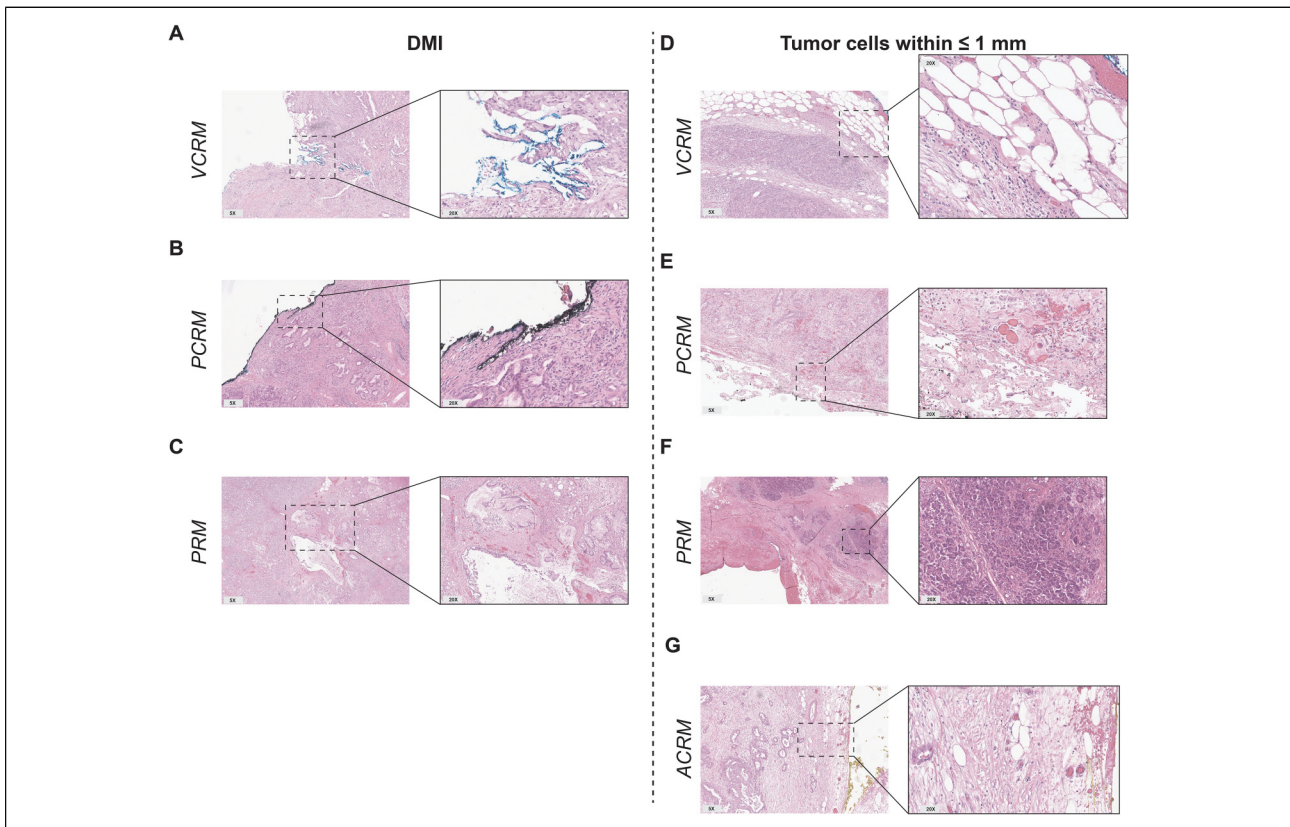 A
DMI
VCRM
5X
20X
B
PCRM
5X
20X
C
PRM
5X
20X
D
Tumor cells within ≤ 1 mm
VCRM
5X
20X
E
PCRM
5X
20X
F
PRM
5X
20X
G
ACRM
5X
20X